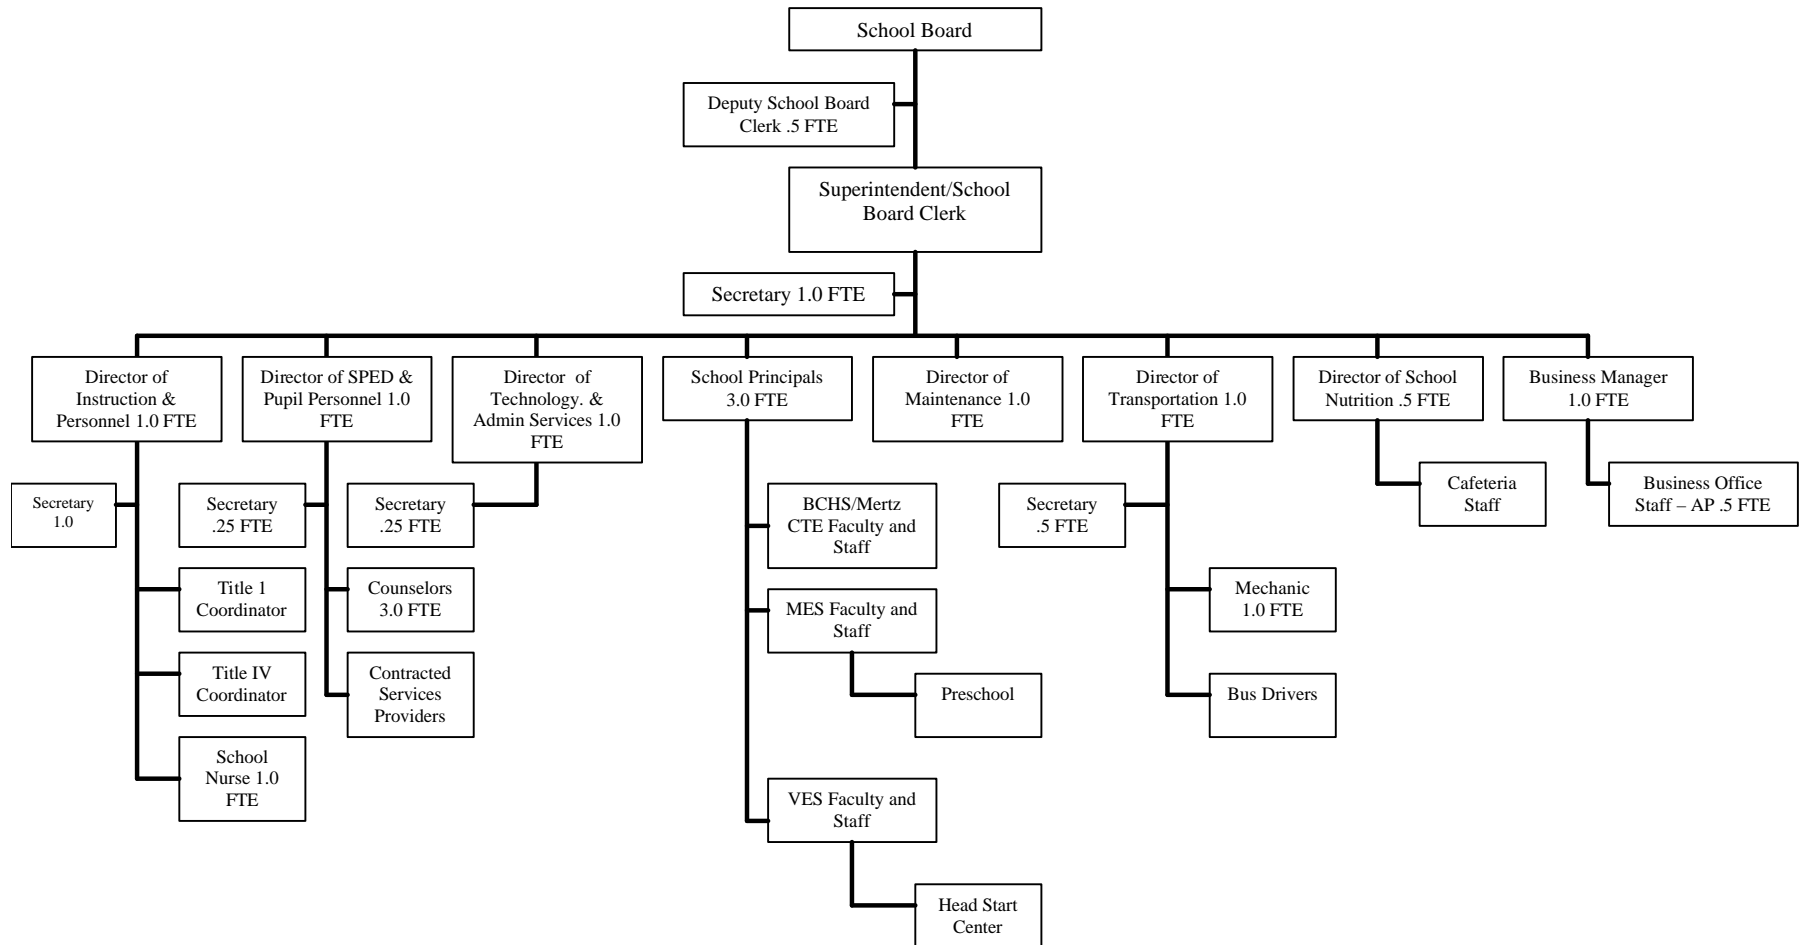 School Board
Deputy School Board
Clerk .5 FTE
Superintendent/School
Board Clerk
Secretary 1.0 FTE
Director of
Instruction &
Personnel 1.0 FTE
Director of SPED &
Pupil Personnel 1.0
FTE
Director of
Technology. &
Admin Services 1.0
FTE
School Principals
3.0 FTE
Director of
Maintenance 1.0
FTE
Director of
Transportation 1.0
FTE
Director of School
Nutrition .5 FTE
Business Manager
1.0 FTE
Secretary
1.0
Secretary
.25 FTE
Secretary
.25 FTE
BCHS/Mertz
CTE Faculty and
Staff
Secretary
.5 FTE
Cafeteria
Staff
Business Office
Staff – AP .5 FTE
Title 1
Coordinator
Counselors
3.0 FTE
MES Faculty and
Staff
Mechanic
1.0 FTE
Title IV
Coordinator
Contracted
Services
Providers
Preschool
Bus Drivers
School
Nurse 1.0
FTE
VES Faculty and
Staff
Head Start
Center